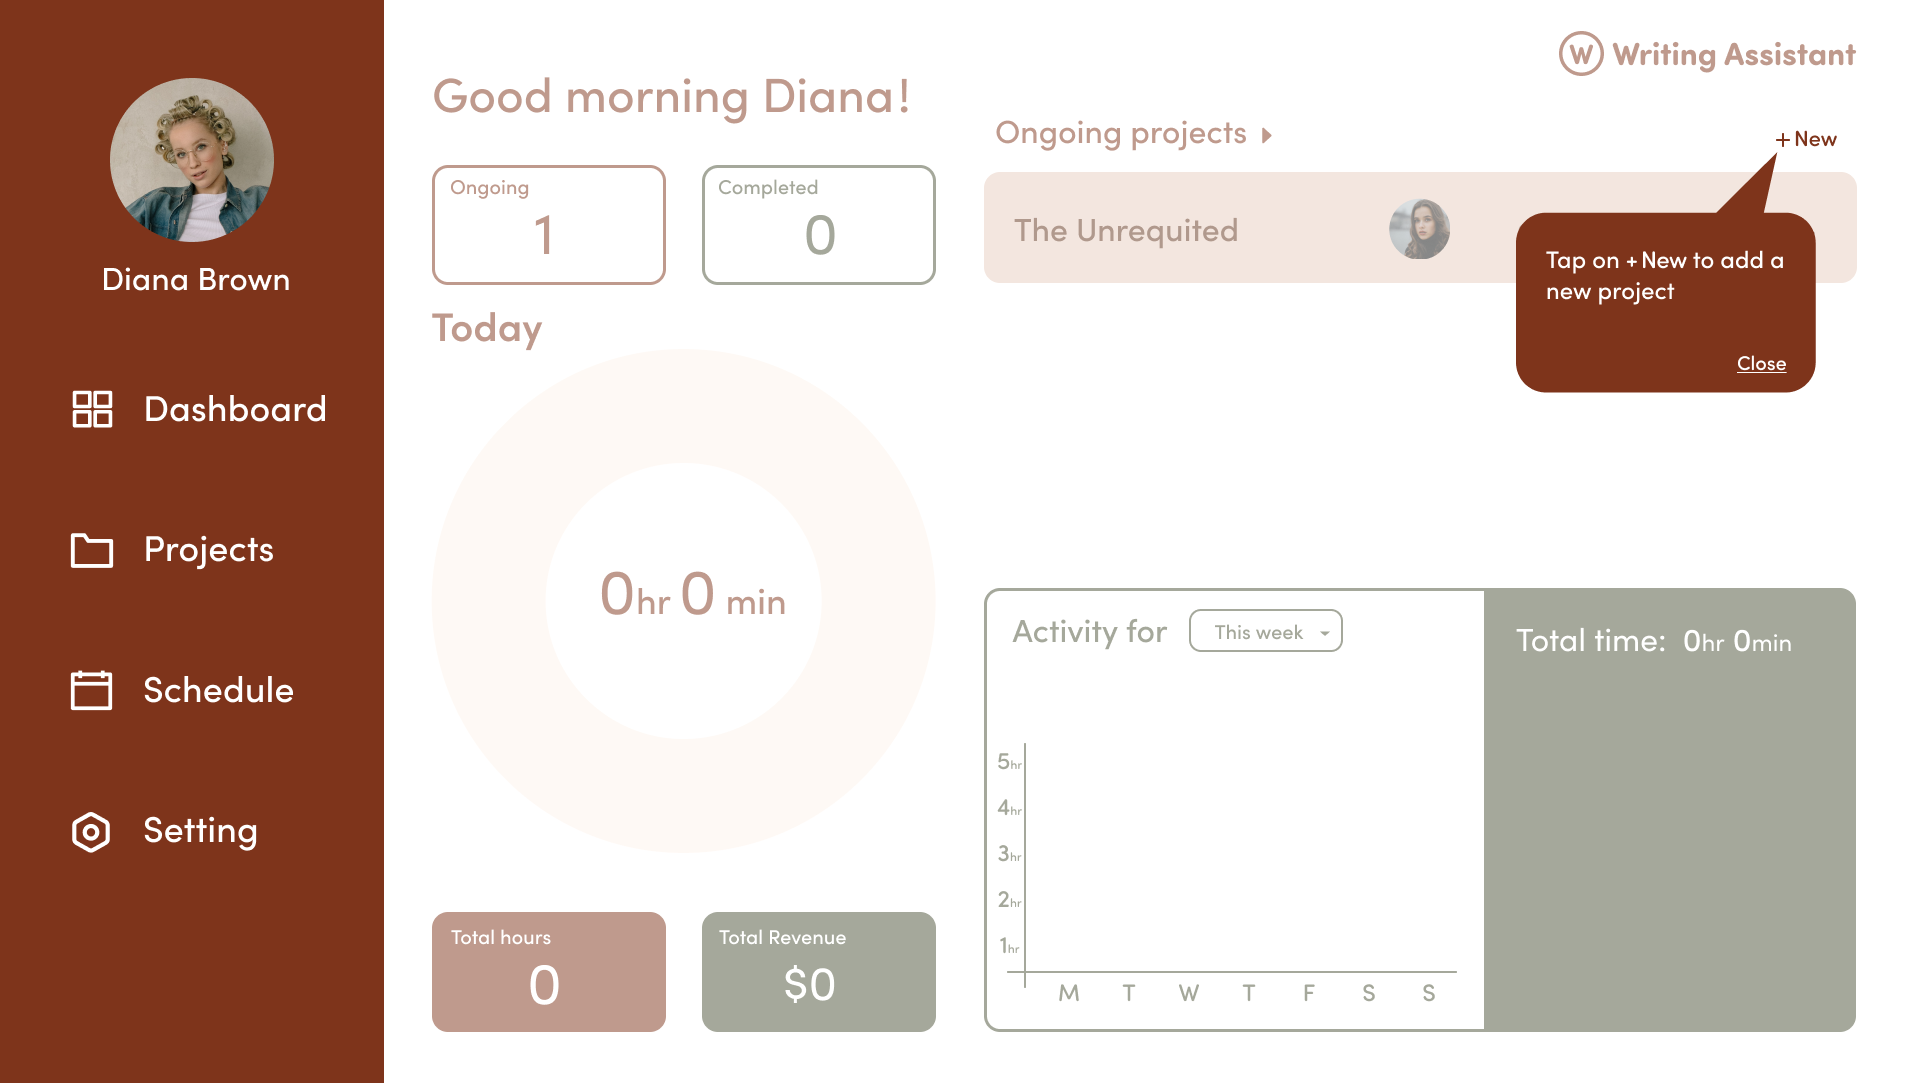 Diana Brown
Dashboard
Projects
Schedule
Setting
Good morning Diana!
Ongoing
1
Completed
0
Today
0hr 0 min
Total hours
0
Total Revenue
$0
W Writing Assistant
Ongoing projects
+ New
The Unrequited
Tap on + New to add a
new project
Close
Activity for This week
5hr
4hr
3hr
2hr
1hr
M T W T F S S
Total time: 0hr 0min